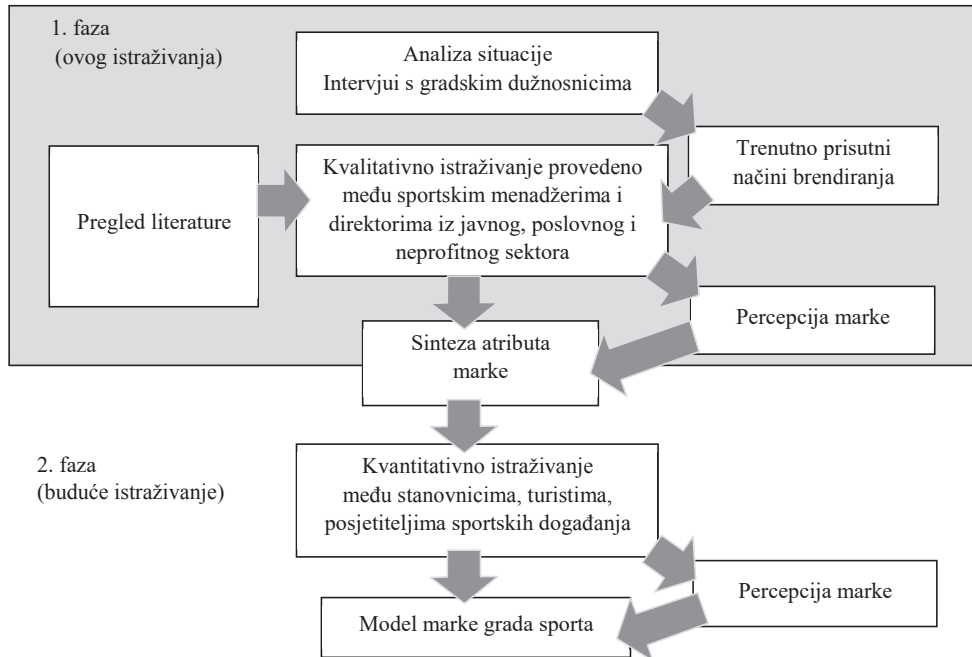 1. faza
(ovog istraživanja)
Analiza situacije
Intervjui s gradskim dužnosnicima
Trenutno prisutni
načini brendiranja
Pregled literature
Kvalitativno istraživanje provedeno
među sportskim menadžerima i
direktorima iz javnog, poslovnog i
neprofitnog sektora
Percepcija marke
Sinteza atributa
marke
2. faza
(buduće istraživanje)
Kvantitativno istraživanje
među stanovnicima, turistima,
posjetiteljima sportskih događanja
Percepcija marke
Model marke grada sporta